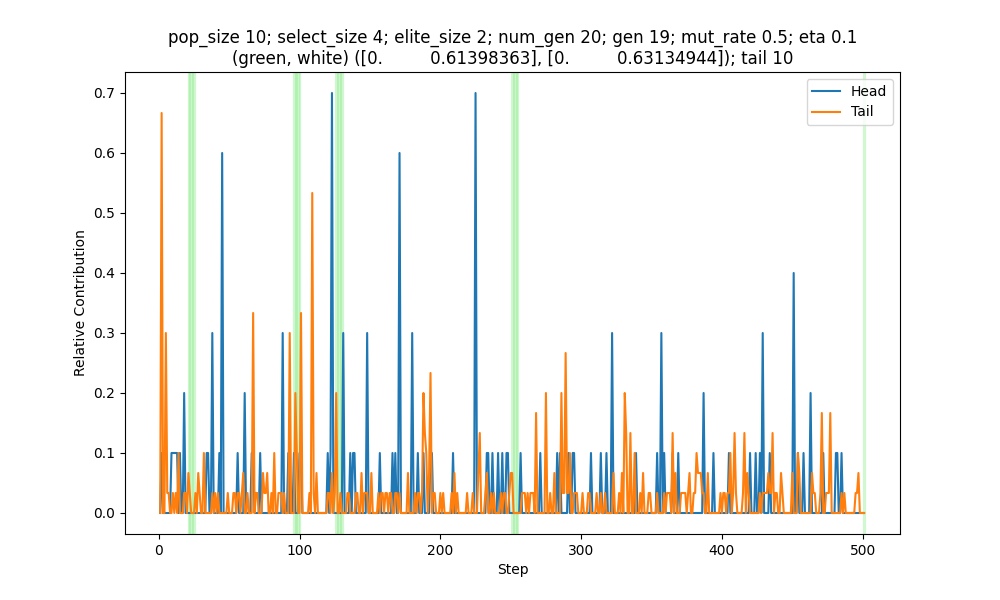 pop_size 10; select_size 4; elite_size 2; num_gen 20; gen 19; mut_rate 0.5; eta 0.1
(green, white) ([0.          0.61398363], [0.          0.63134944]); tail 10
Head
Tail
0.7
0.6
0.5
0.4
0.3
0.2
0.1
0.0
Relative Contribution
0
100
200
300
400
500
Step